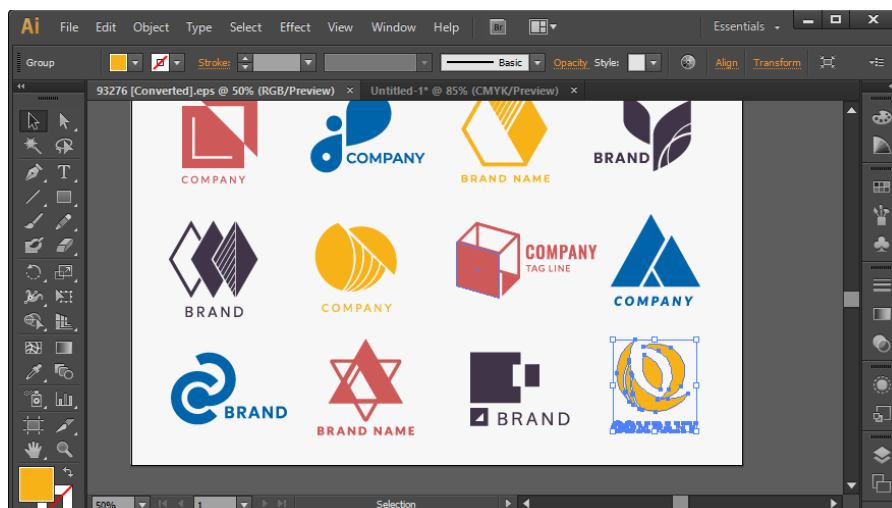 Ai File Edit Object Type Select Effect View Window Help Br Essentials
Group Stroke: Basic Opacity Style: Align Transform
93276 [Converted].eps @ 50% (RGB/Preview) × Untitled-1* @ 85% (CMYK/Preview) ×
COMPANY
COMPANY
BRAND NAME
BRAND
BRAND
COMPANY
COMPANY
TAG LINE
COMPANY
BRAND
BRAND NAME
BRAND
COMPANY
50% 1 Selection